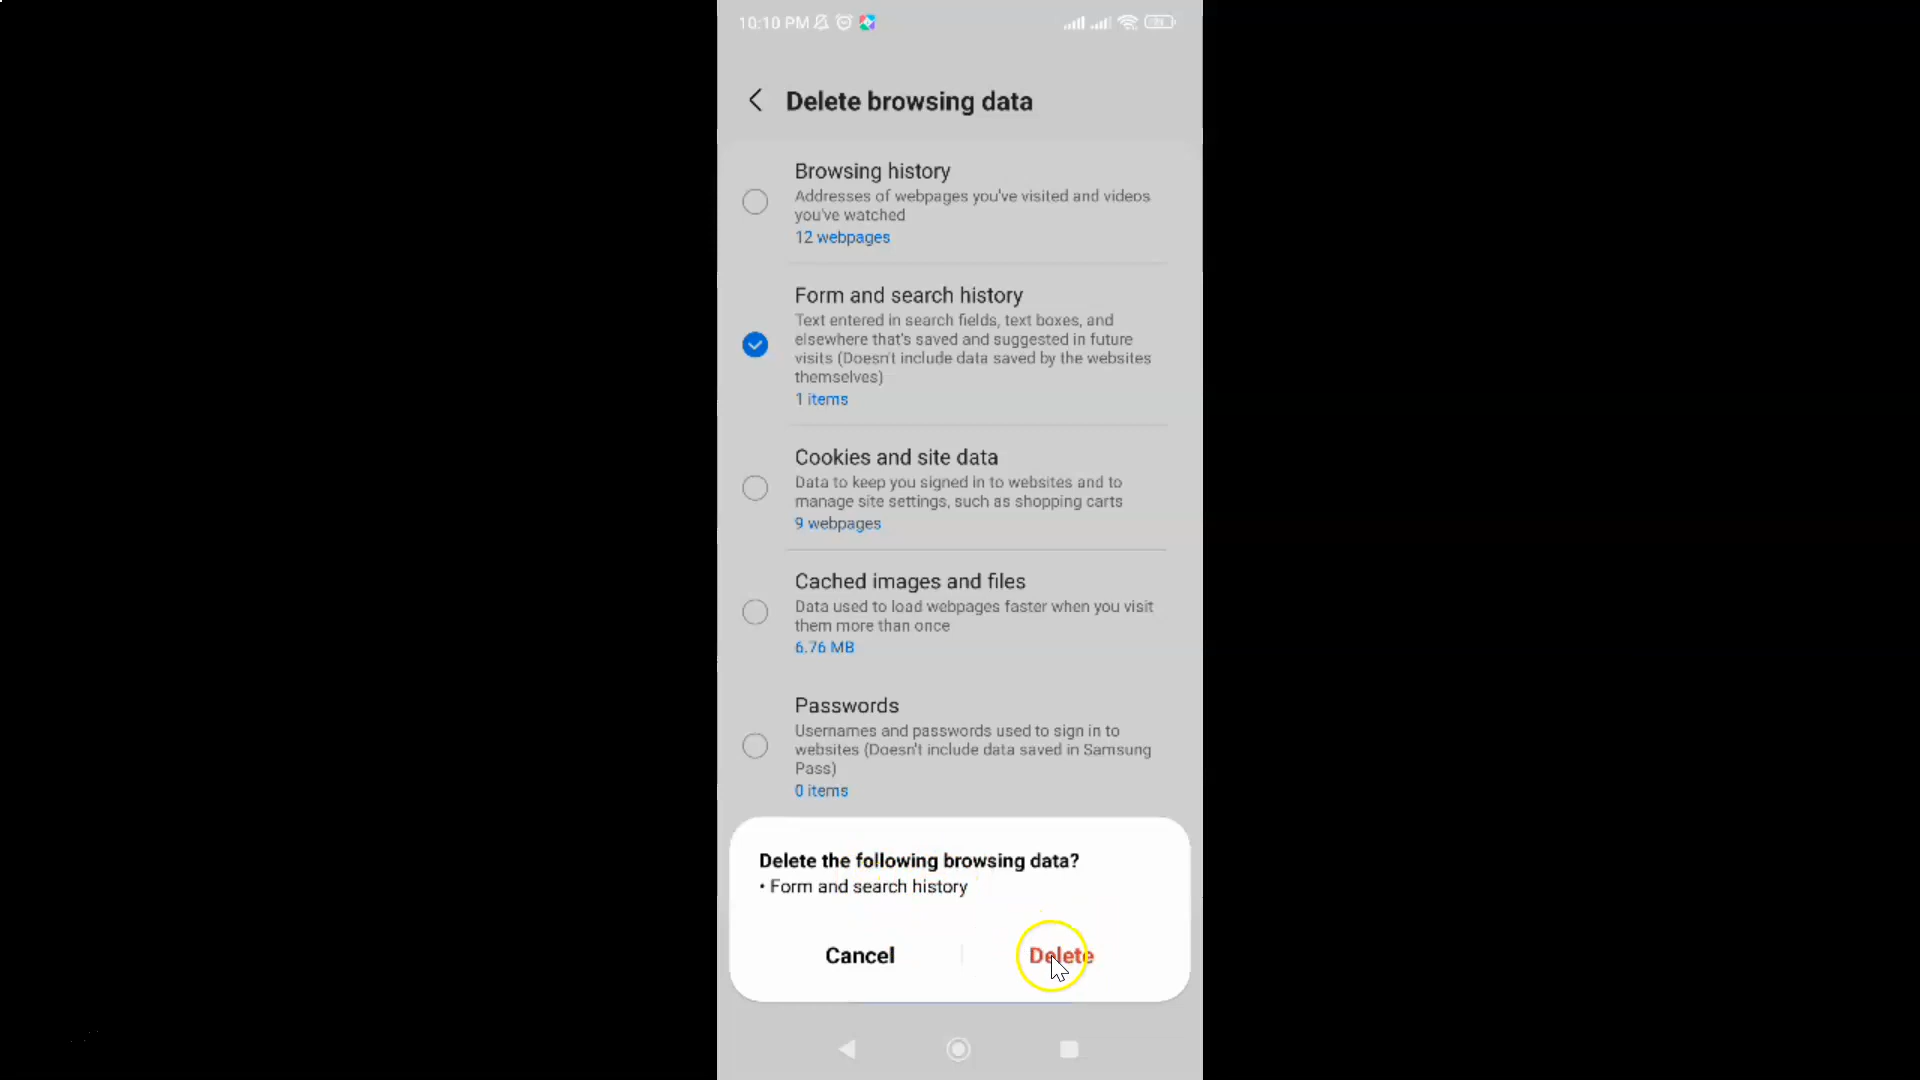 10:10 PM
Delete browsing data
Browsing history
Addresses of webpages you've visited and videos
you've watched
12 webpages
Form and search history
Text entered in search fields, text boxes, and
elsewhere that's saved and suggested in future
visits (Doesn't include data saved by the websites
themselves)
1 items
Cookies and site data
Data to keep you signed in to websites and to
manage site settings, such as shopping carts
9 webpages
Cached images and files
Data used to load webpages faster when you visit
them more than once
6.76 MB
Passwords
Usernames and passwords used to sign in to
websites (Doesn't include data saved in Samsung
Pass)
0 items
Delete the following browsing data?
• Form and search history
Cancel
Delete